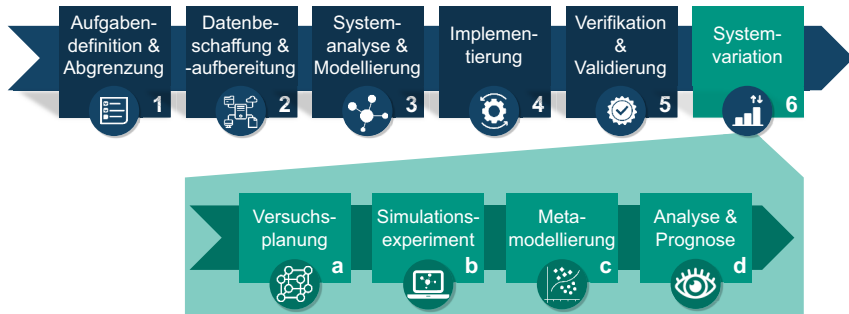 Aufgaben-
definition &
Abgrenzung
1
Datenbe-
schaffung &
-aufbereitung
2
System-
analyse &
Modellierung
3
Implemen-
tierung
4
Verifikation
&
Validierung
5
System-
variation
6
Versuchs-
planung
a
Simulations-
experiment
b
Meta-
modellierung
c
Analyse &
Prognose
d